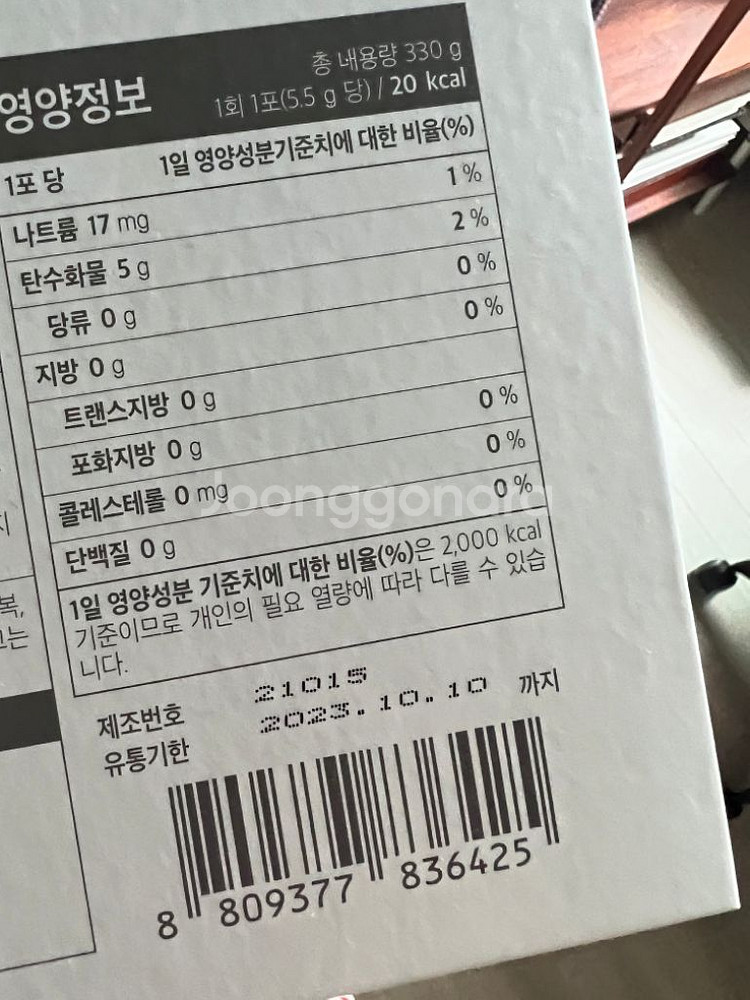 영양정보
총 내용량 330 g
1회 1포(5.5 g 당) / 20 kcal
1포 당 1일 영양성분기준치에 대한 비율(%)
나트륨 17 mg 1 %
탄수화물 5 g 2 %
당류 0 g 0 %
지방 0 g 0 %
트랜스지방 0 g
포화지방 0 g 0 %
콜레스테롤 0 mg 0 %
단백질 0 g 0 %
1일 영양성분 기준치에 대한 비율(%)은 2,000 kcal
기준이므로 개인의 필요 열량에 따라 다를 수 있습
니다.
제조번호 21015
유통기한 2023.10.10 까지
8 809377 836425
Joonggonara
복,